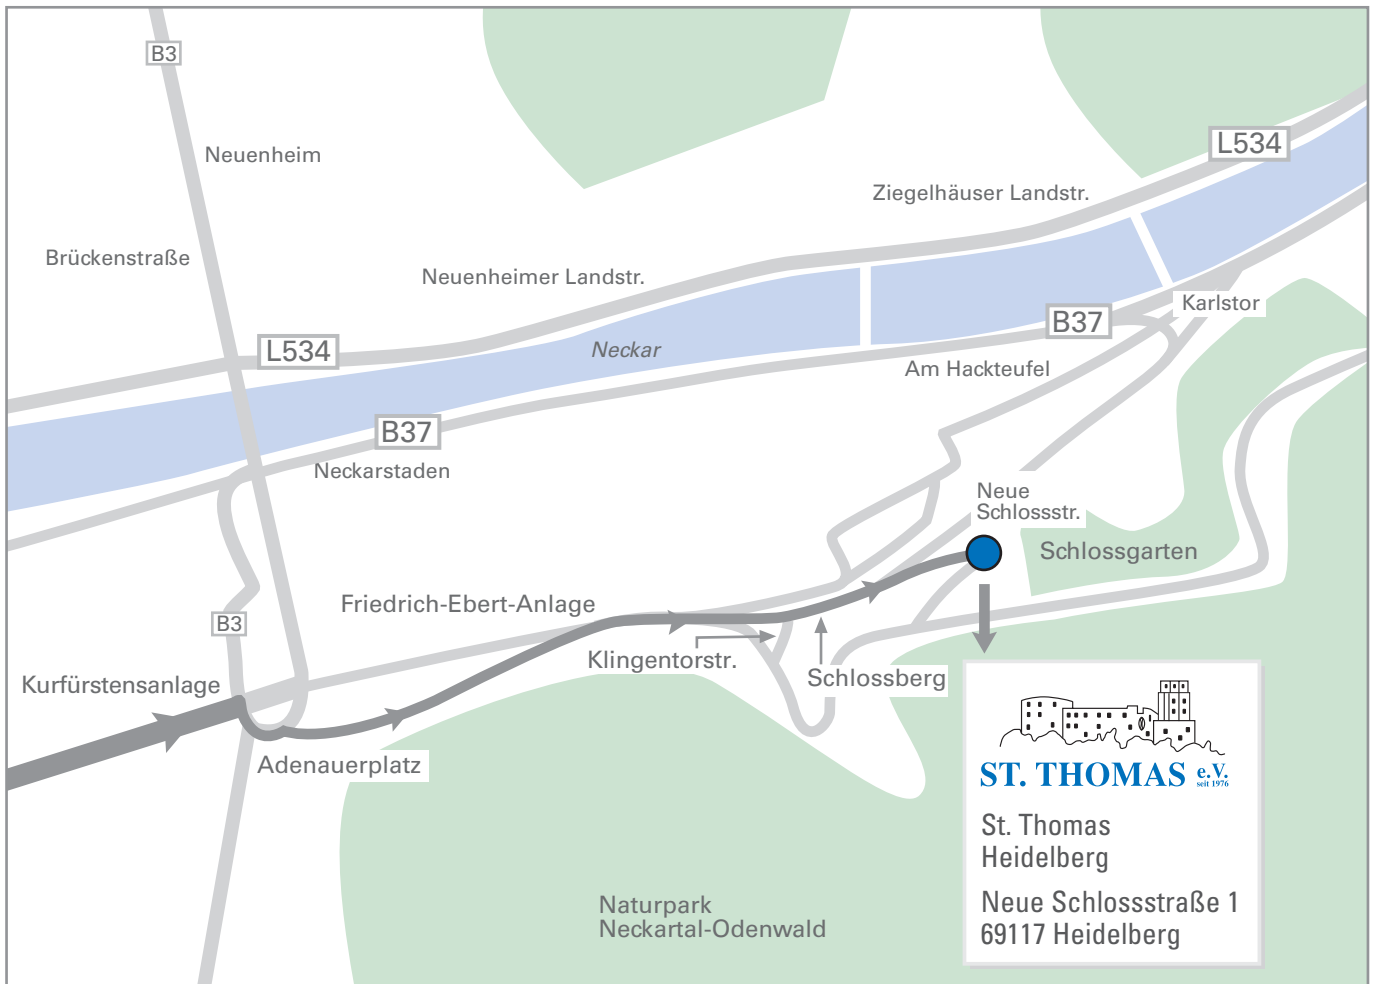 B3
Neuenheim
L534
Ziegelhäuser Landstr.
Brückenstraße
Neuenheimer Landstr.
Karlstor
B37
L534
Neckar
Am Hackteufel
B37
Neckarstaden
Neue
Schlossstr.
Schlossgarten
Friedrich-Ebert-Anlage
B3
Klingentorstr.
Schlossberg
Kurfürstensanlage
Adenauerplatz
ST. THOMAS e.V.
seit 1976
St. Thomas
Heidelberg
Neue Schlossstraße 1
69117 Heidelberg
Naturpark
Neckartal-Odenwald